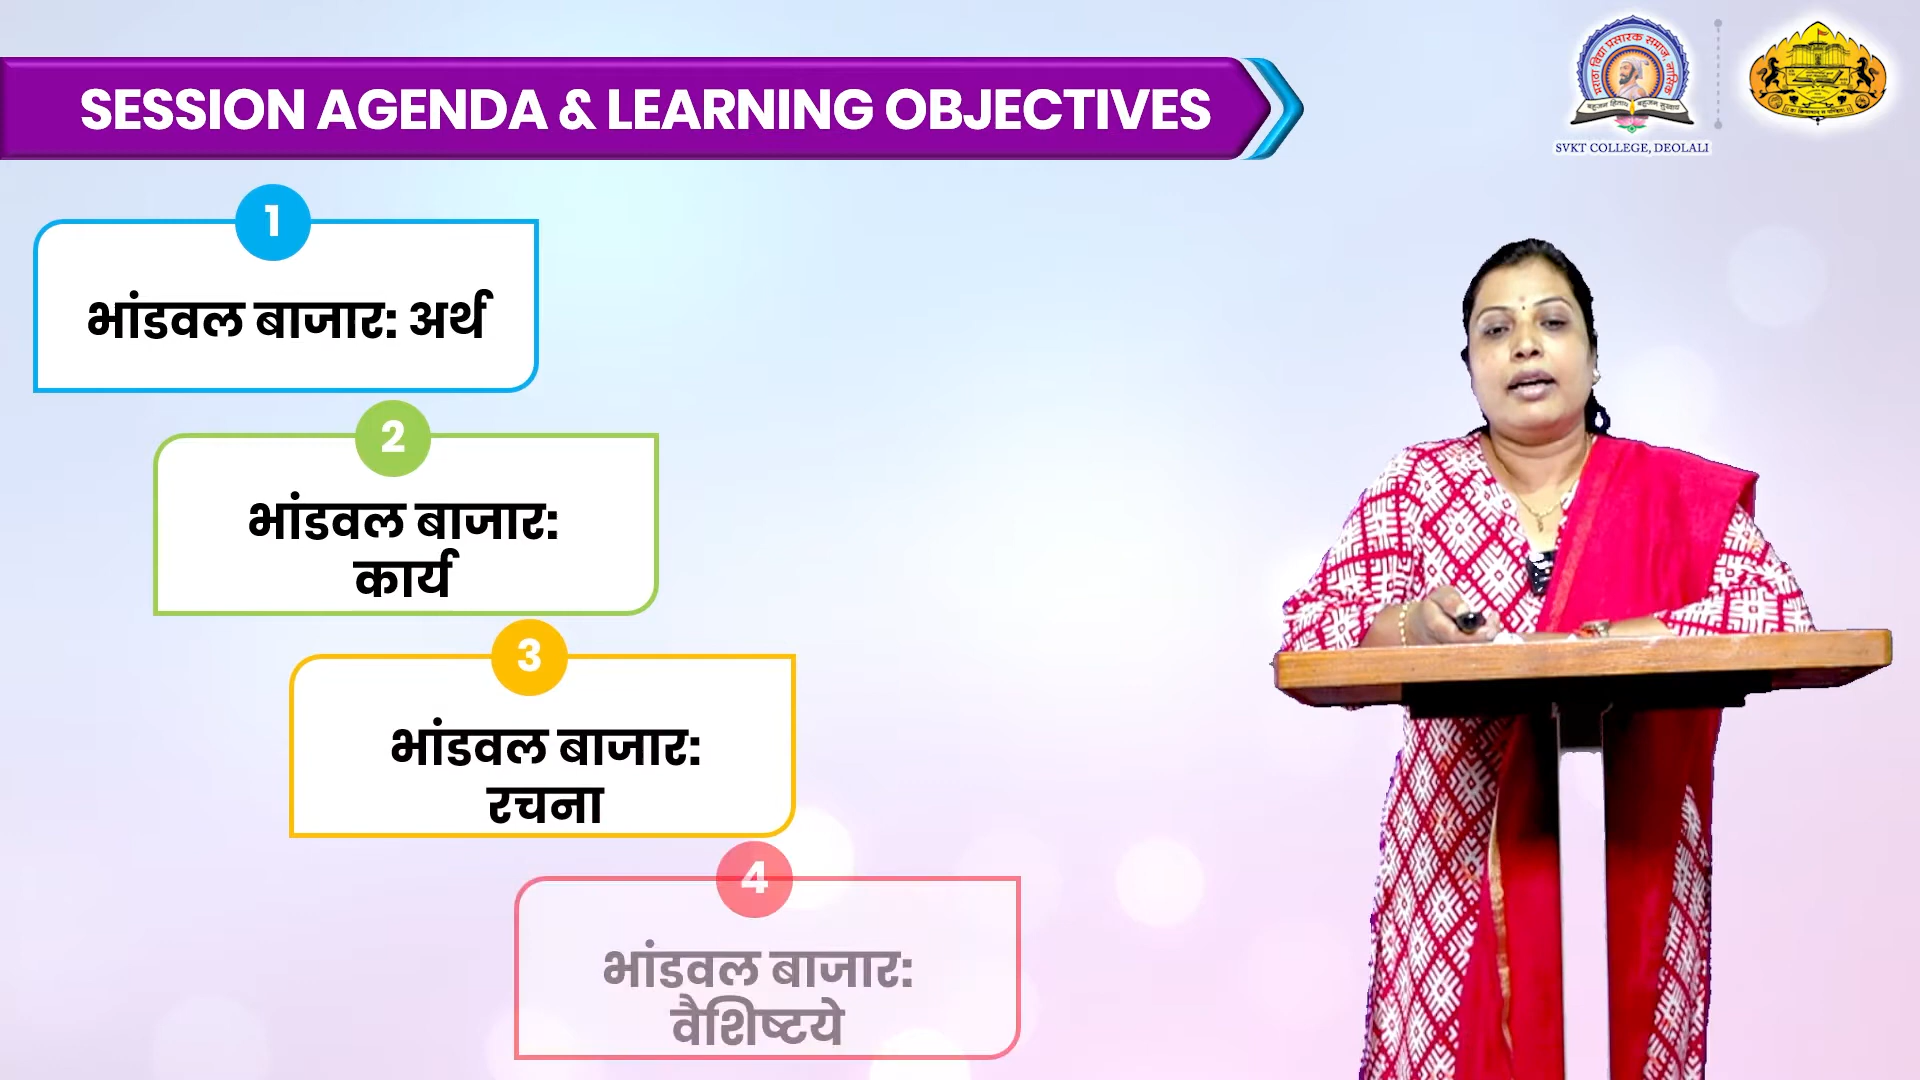 SESSION AGENDA & LEARNING OBJECTIVES
SVKT COLLEGE, DEOLALI
1
भांडवल बाजार: अर्थ
2
भांडवल बाजार:
कार्य
3
भांडवल बाजार:
रचना
4
भांडवल बाजार:
वैशिष्टये